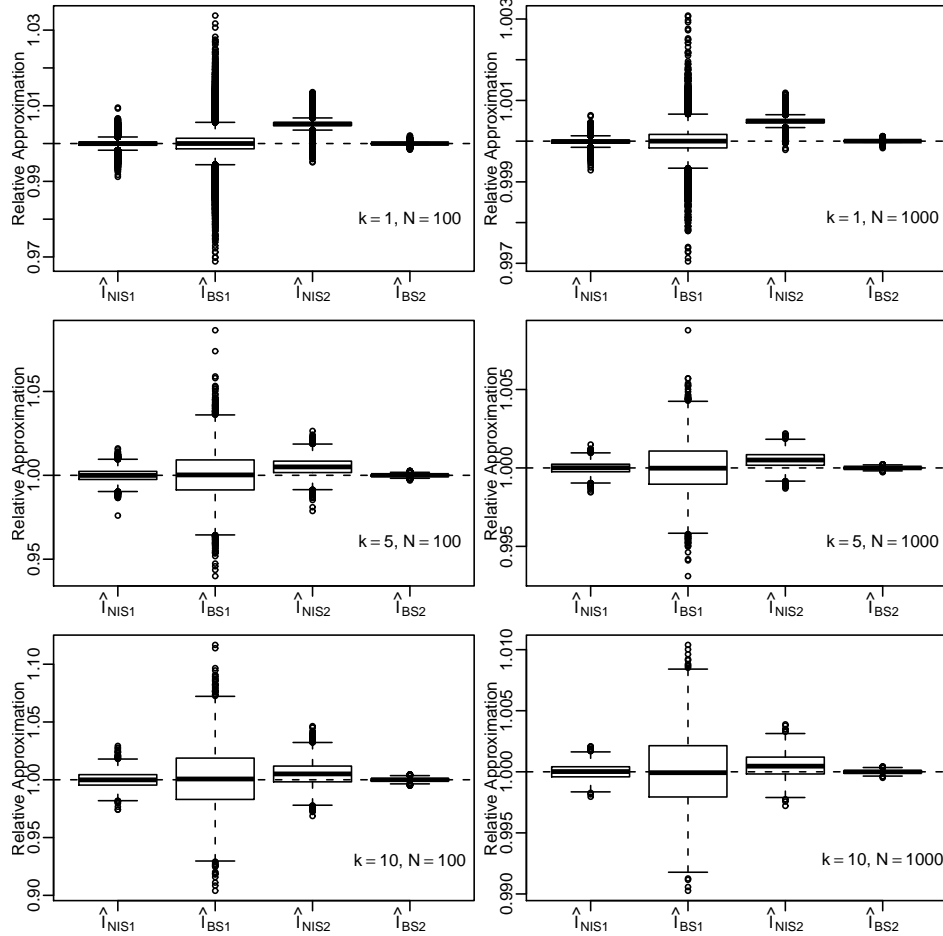 Relative Approximation
1.03
1.01
0.99
0.97
k = 1, N = 100
Î_NIS1 Î_BS1 Î_NIS2 Î_BS2
Relative Approximation
1.003
1.001
0.999
0.997
k = 1, N = 1000
Î_NIS1 Î_BS1 Î_NIS2 Î_BS2
Relative Approximation
1.05
1.00
0.95
k = 5, N = 100
Î_NIS1 Î_BS1 Î_NIS2 Î_BS2
Relative Approximation
1.005
1.000
0.995
k = 5, N = 1000
Î_NIS1 Î_BS1 Î_NIS2 Î_BS2
Relative Approximation
1.10
1.05
1.00
0.95
0.90
k = 10, N = 100
Î_NIS1 Î_BS1 Î_NIS2 Î_BS2
Relative Approximation
1.010
1.005
1.000
0.995
0.990
k = 10, N = 1000
Î_NIS1 Î_BS1 Î_NIS2 Î_BS2